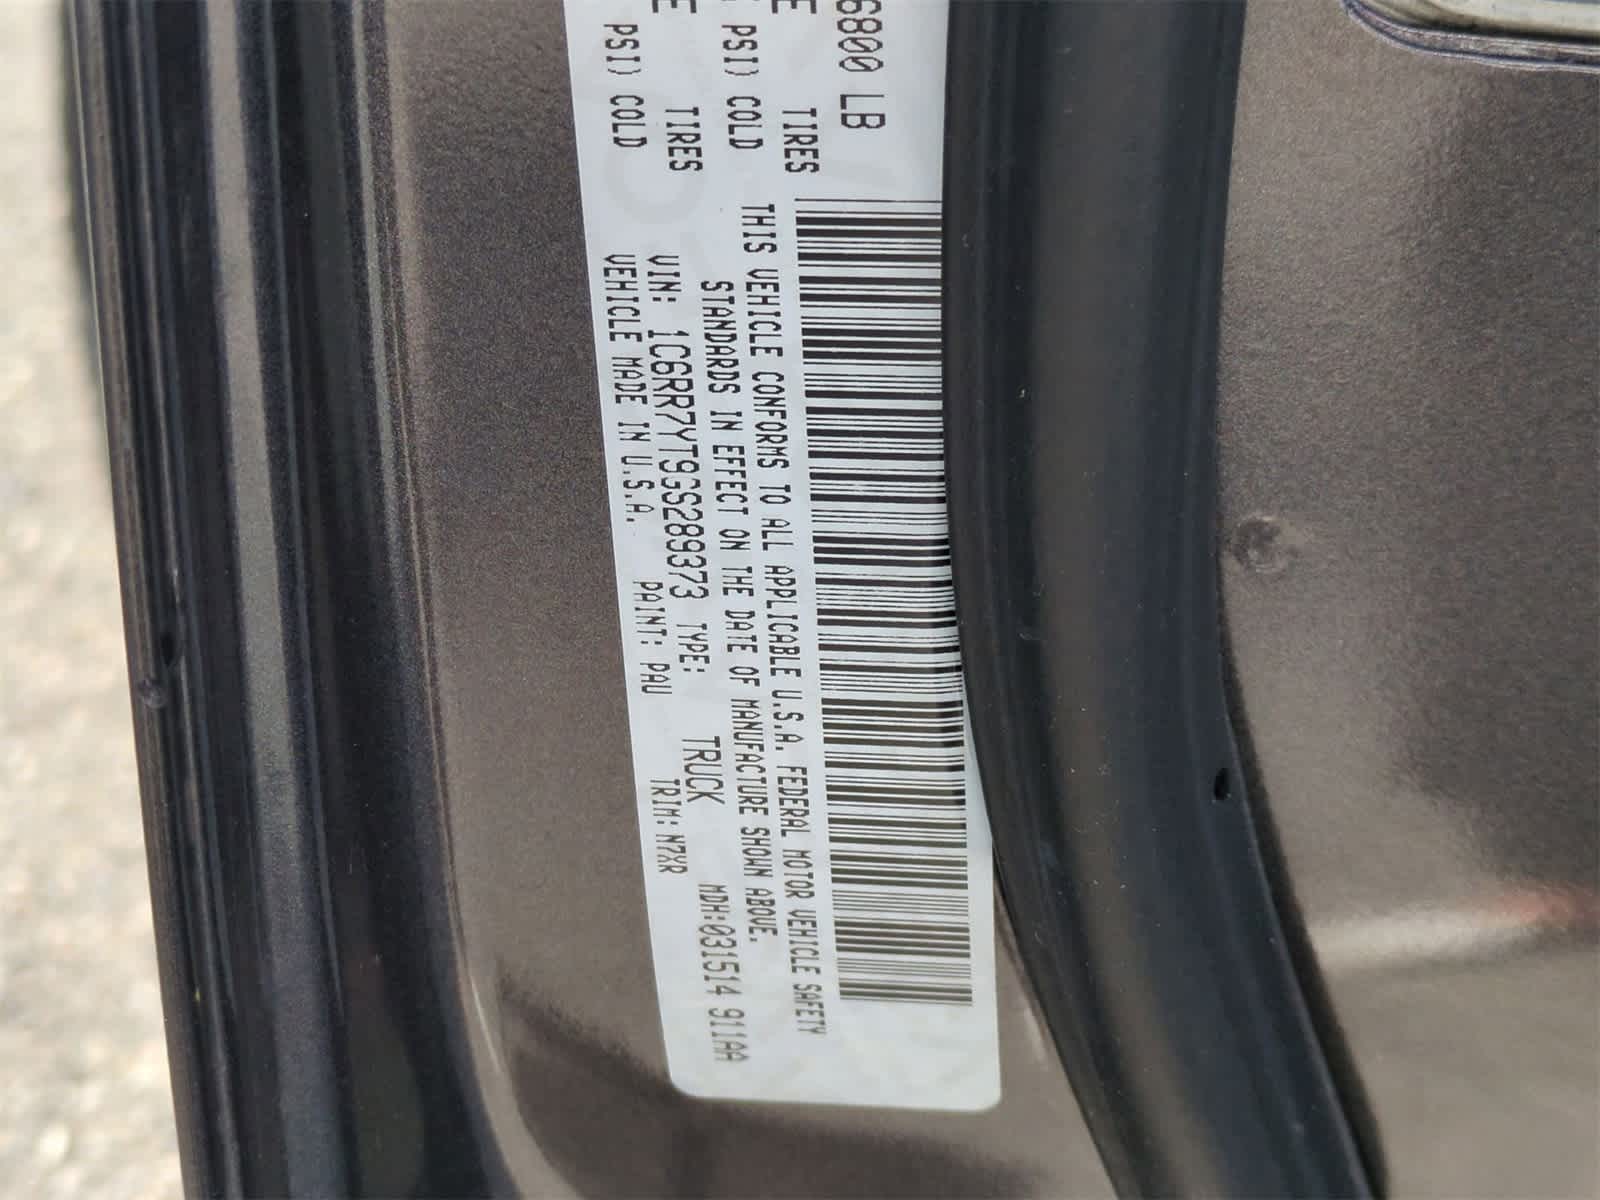 6800 LB
E TIRES
PSI) COLD
E TIRES
PSI) COLD
THIS VEHICLE CONFORMS TO ALL APPLICABLE U.S.A. FEDERAL MOTOR VEHICLE SAFETY
STANDARDS IN EFFECT ON THE DATE OF MANUFACTURE SHOWN ABOVE.
VIN: 1C6RR7YT9GS289373 TYPE: TRUCK MDH:031514 911AA
VEHICLE MADE IN U.S.A. PAINT: PAU TRIM: N7XR